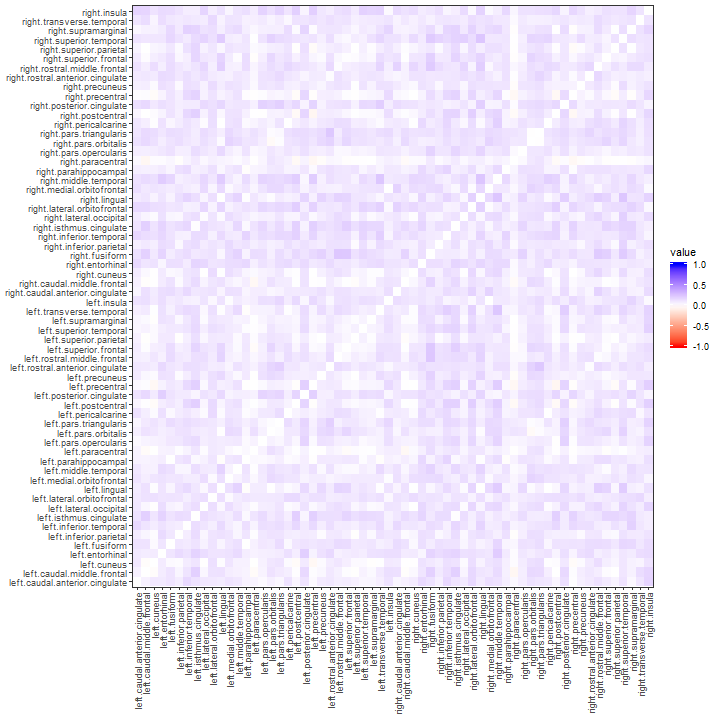 right.insula
right.transverse.temporal
right.supramarginal
right.superior.temporal
right.superior.parietal
right.superior.frontal
right.rostral.middle.frontal
right.rostral.anterior.cingulate
right.precuneus
right.precentral
right.posterior.cingulate
right.postcentral
right.pericalcarine
right.pars.triangularis
right.pars.orbitalis
right.pars.opercularis
right.paracentral
right.parahippocampal
right.middle.temporal
right.medial.orbitofrontal
right.lingual
right.lateral.orbitofrontal
right.lateral.occipital
right.isthmus.cingulate
right.inferior.temporal
right.inferior.parietal
right.fusiform
right.entorhinal
right.cuneus
right.caudal.middle.frontal
right.caudal.anterior.cingulate
left.insula
left.transverse.temporal
left.supramarginal
left.superior.temporal
left.superior.parietal
left.superior.frontal
left.rostral.middle.frontal
left.rostral.anterior.cingulate
left.precuneus
left.precentral
left.posterior.cingulate
left.postcentral
left.pericalcarine
left.pars.triangularis
left.pars.orbitalis
left.pars.opercularis
left.paracentral
left.parahippocampal
left.middle.temporal
left.medial.orbitofrontal
left.lingual
left.lateral.orbitofrontal
left.lateral.occipital
left.isthmus.cingulate
left.inferior.temporal
left.inferior.parietal
left.fusiform
left.entorhinal
left.cuneus
left.caudal.middle.frontal
left.caudal.anterior.cingulate
left.caudal.anterior.cingulate
left.caudal.middle.frontal
left.cuneus
left.entorhinal
left.fusiform
left.inferior.parietal
left.inferior.temporal
left.isthmus.cingulate
left.lateral.occipital
left.lateral.orbitofrontal
left.lingual
left.medial.orbitofrontal
left.middle.temporal
left.parahippocampal
left.paracentral
left.pars.opercularis
left.pars.orbitalis
left.pars.triangularis
left.pericalcarine
left.postcentral
left.posterior.cingulate
left.precentral
left.precuneus
left.rostral.anterior.cingulate
left.rostral.middle.frontal
left.superior.frontal
left.superior.parietal
left.superior.temporal
left.supramarginal
left.transverse.temporal
left.insula
right.caudal.anterior.cingulate
right.caudal.middle.frontal
right.cuneus
right.entorhinal
right.fusiform
right.inferior.parietal
right.inferior.temporal
right.isthmus.cingulate
right.lateral.occipital
right.lateral.orbitofrontal
right.lingual
right.medial.orbitofrontal
right.middle.temporal
right.parahippocampal
right.paracentral
right.pars.opercularis
right.pars.orbitalis
right.pars.triangularis
right.pericalcarine
right.postcentral
right.posterior.cingulate
right.precentral
right.precuneus
right.rostral.anterior.cingulate
right.rostral.middle.frontal
right.superior.frontal
right.superior.parietal
right.superior.temporal
right.supramarginal
right.transverse.temporal
right.insula
value
1.0
0.5
0.0
-0.5
-1.0